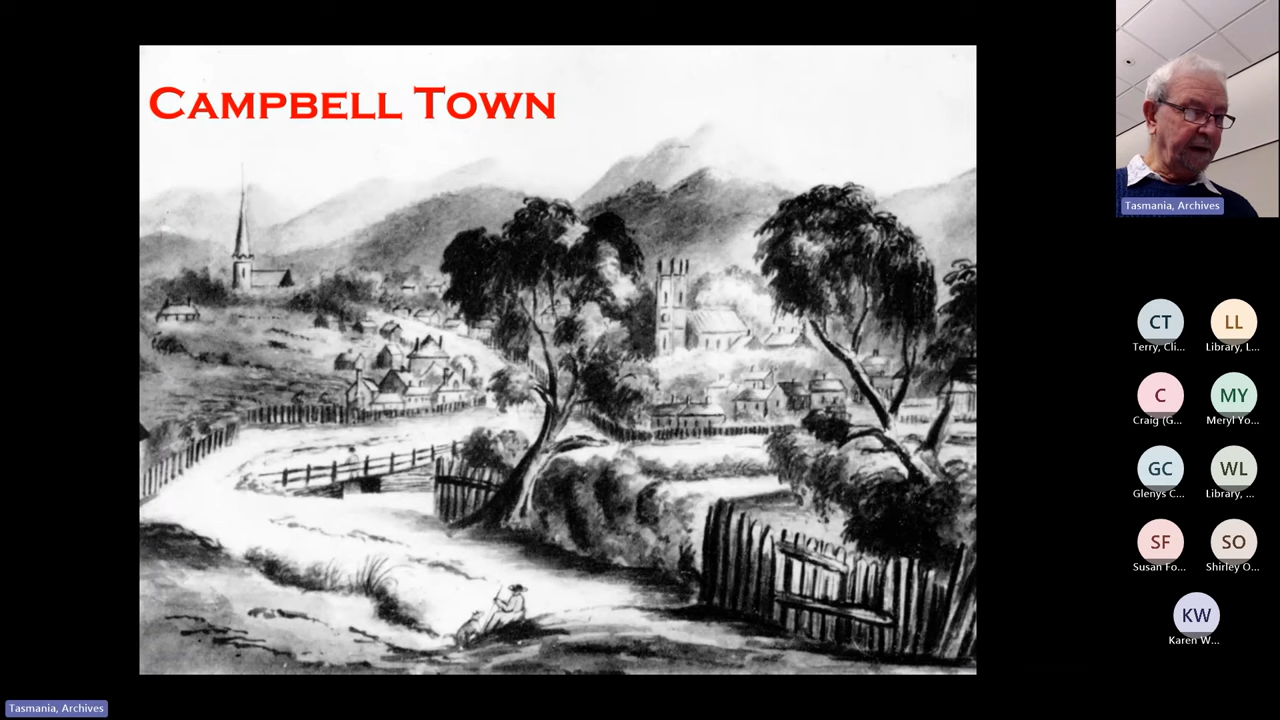 CAMPBELL TOWN
Tasmania, Archives
CT
LL
Terry, Cli...
Library, L...
C
MY
Craig (G...
Meryl Yo...
GC
WL
Glenys C...
Library, ...
SF
SO
Susan Fo...
Shirley O...
KW
Karen W...
Tasmania, Archives